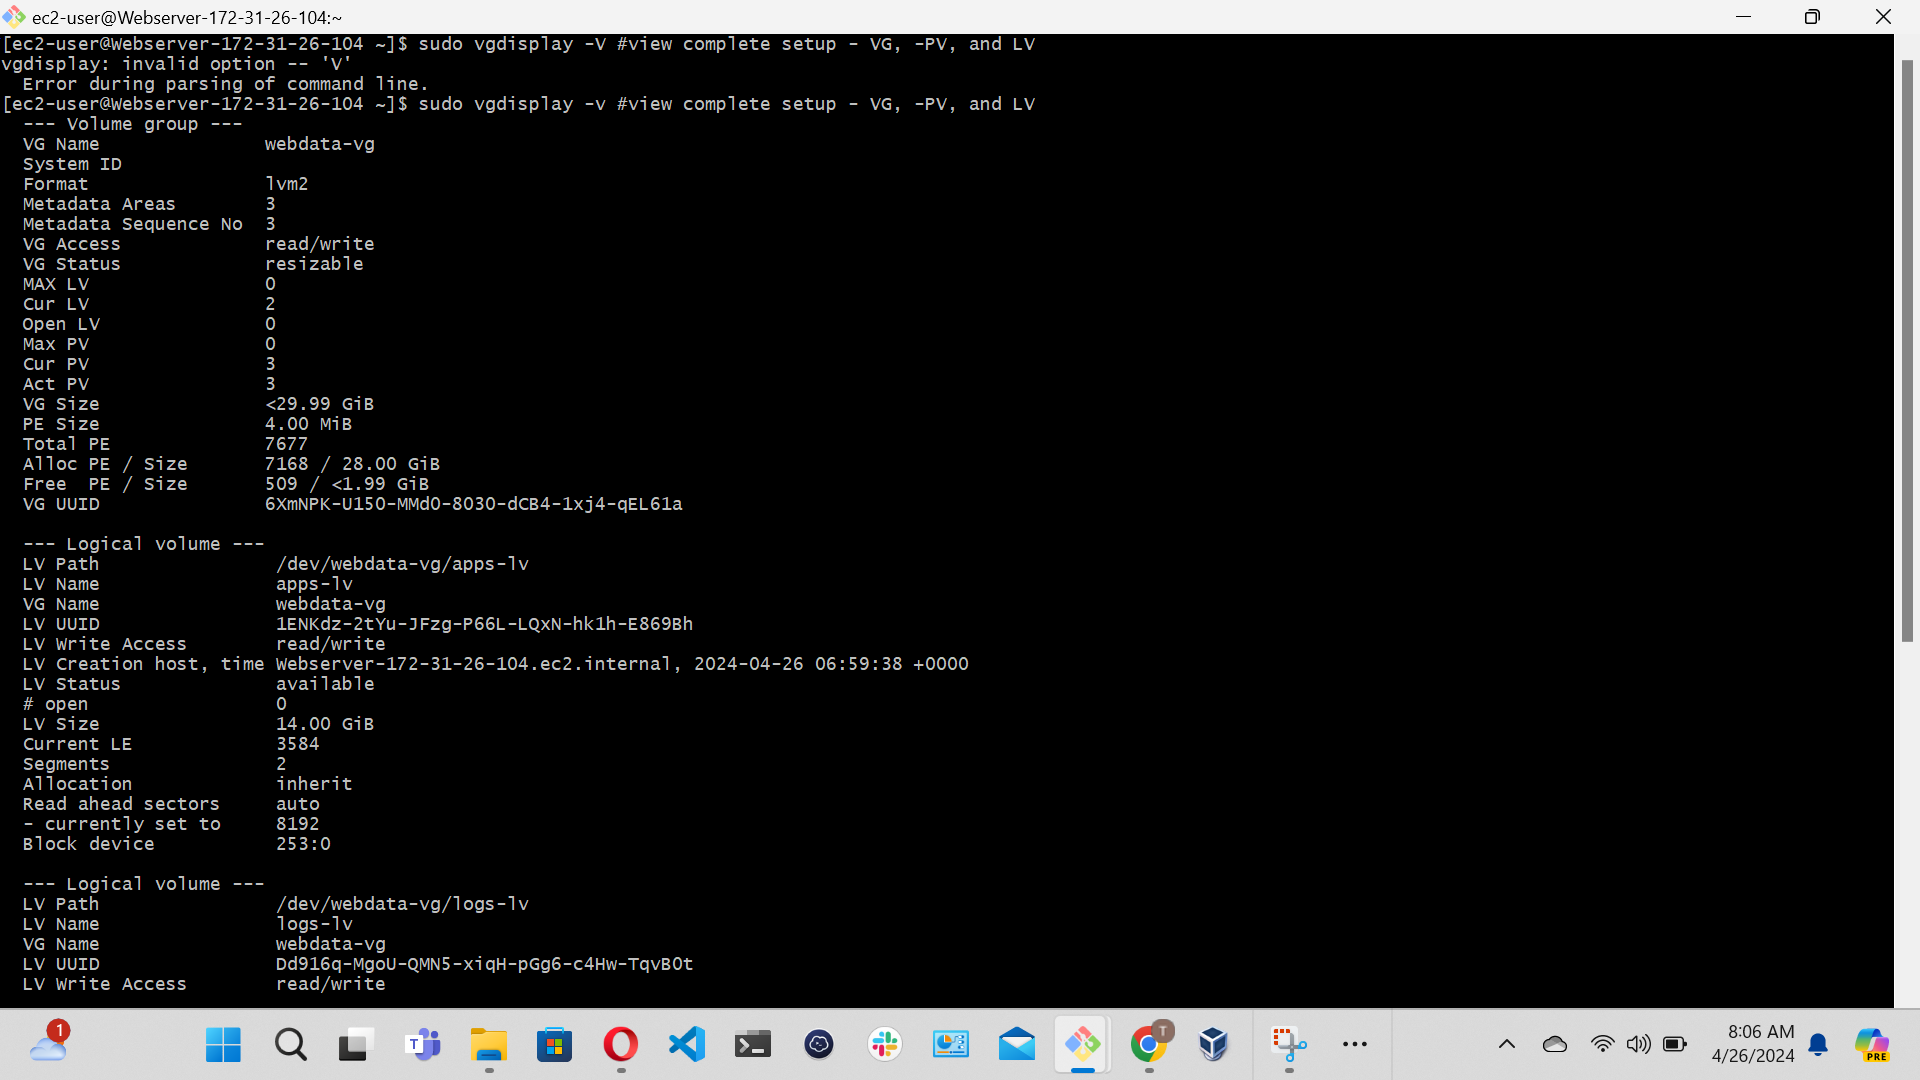 ec2-user@Webserver-172-31-26-104:~
[ec2-user@Webserver-172-31-26-104 ~]$ sudo vgdisplay -V #view complete setup - VG, -PV, and LV
vgdisplay: invalid option -- 'V'
  Error during parsing of command line.
[ec2-user@Webserver-172-31-26-104 ~]$ sudo vgdisplay -v #view complete setup - VG, -PV, and LV
  --- Volume group ---
  VG Name               webdata-vg
  System ID
  Format                lvm2
  Metadata Areas        3
  Metadata Sequence No  3
  VG Access             read/write
  VG Status             resizable
  MAX LV                0
  Cur LV                2
  Open LV               0
  Max PV                0
  Cur PV                3
  Act PV                3
  VG Size               <29.99 GiB
  PE Size               4.00 MiB
  Total PE              7677
  Alloc PE / Size       7168 / 28.00 GiB
  Free  PE / Size       509 / <1.99 GiB
  VG UUID               6XmNPK-U150-MMd0-8030-dCB4-1xj4-qEL61a
  --- Logical volume ---
  LV Path                /dev/webdata-vg/apps-lv
  LV Name                apps-lv
  VG Name                webdata-vg
  LV UUID                1ENKdz-2tYu-JFzg-P66L-LQxN-hk1h-E869Bh
  LV Write Access        read/write
  LV Creation host, time Webserver-172-31-26-104.ec2.internal, 2024-04-26 06:59:38 +0000
  LV Status              available
  # open                 0
  LV Size                14.00 GiB
  Current LE             3584
  Segments               2
  Allocation             inherit
  Read ahead sectors     auto
  - currently set to     8192
  Block device           253:0
  --- Logical volume ---
  LV Path                /dev/webdata-vg/logs-lv
  LV Name                logs-lv
  VG Name                webdata-vg
  LV UUID                Dd916q-MgoU-QMN5-xiqH-pGg6-c4Hw-TqvB0t
  LV Write Access        read/write
1
T
T
PRE
8:06 AM
4/26/2024